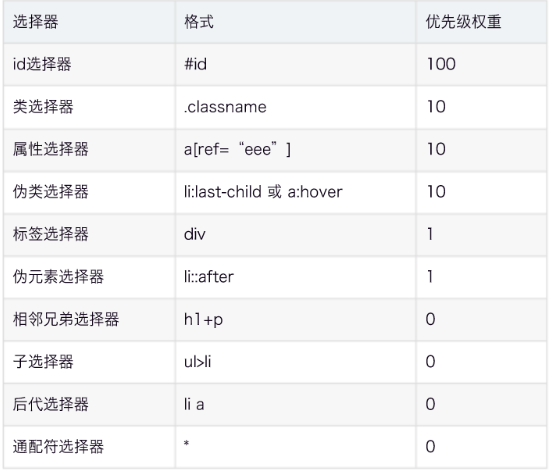 选择器 格式 优先级权重
id选择器 #id 100
类选择器 .classname 10
属性选择器 a[ref=“eee”] 10
伪类选择器 li:last-child 或 a:hover 10
标签选择器 div 1
伪元素选择器 li::after 1
相邻兄弟选择器 h1+p 0
子选择器 ul>li 0
后代选择器 li a 0
通配符选择器 * 0